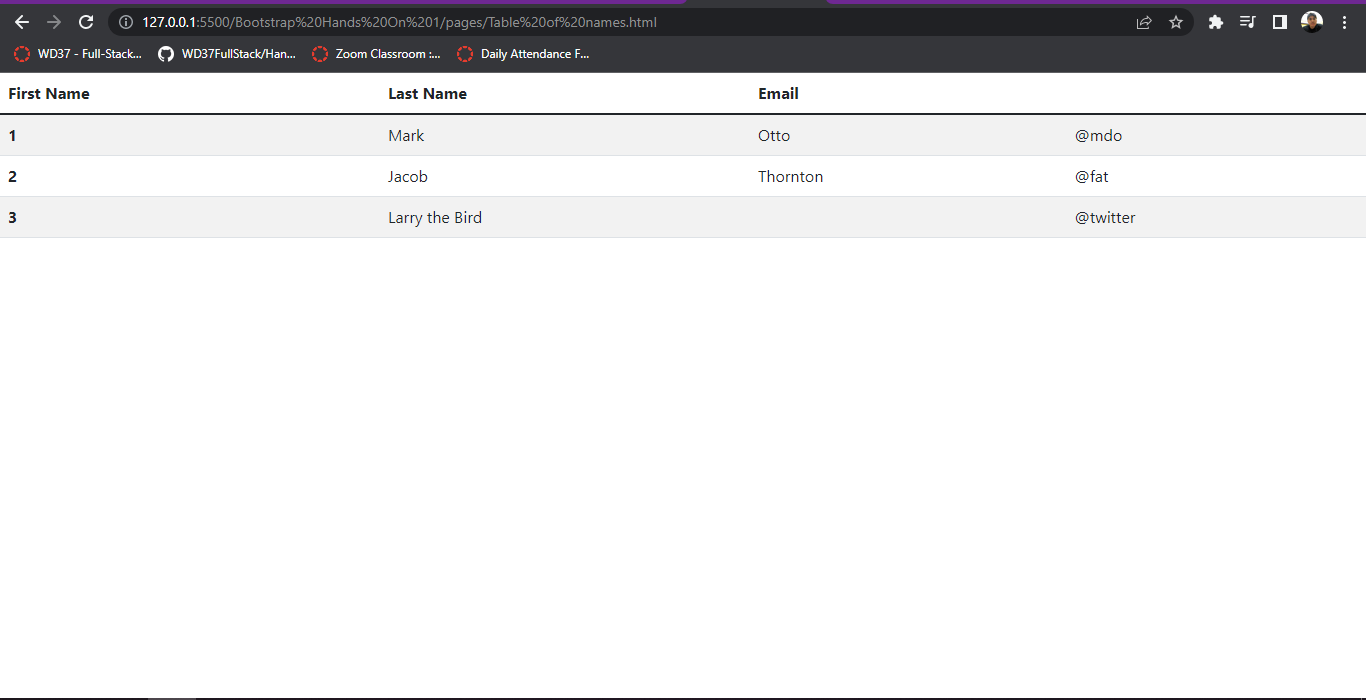 127.0.0.1:5500/Bootstrap%20Hands%20On%201/pages/Table%20of%20names.html
WD37 - Full-Stack... WD37FullStack/Han... Zoom Classroom :... Daily Attendance F...
First Name Last Name Email
1 Mark Otto @mdo
2 Jacob Thornton @fat
3 Larry the Bird @twitter